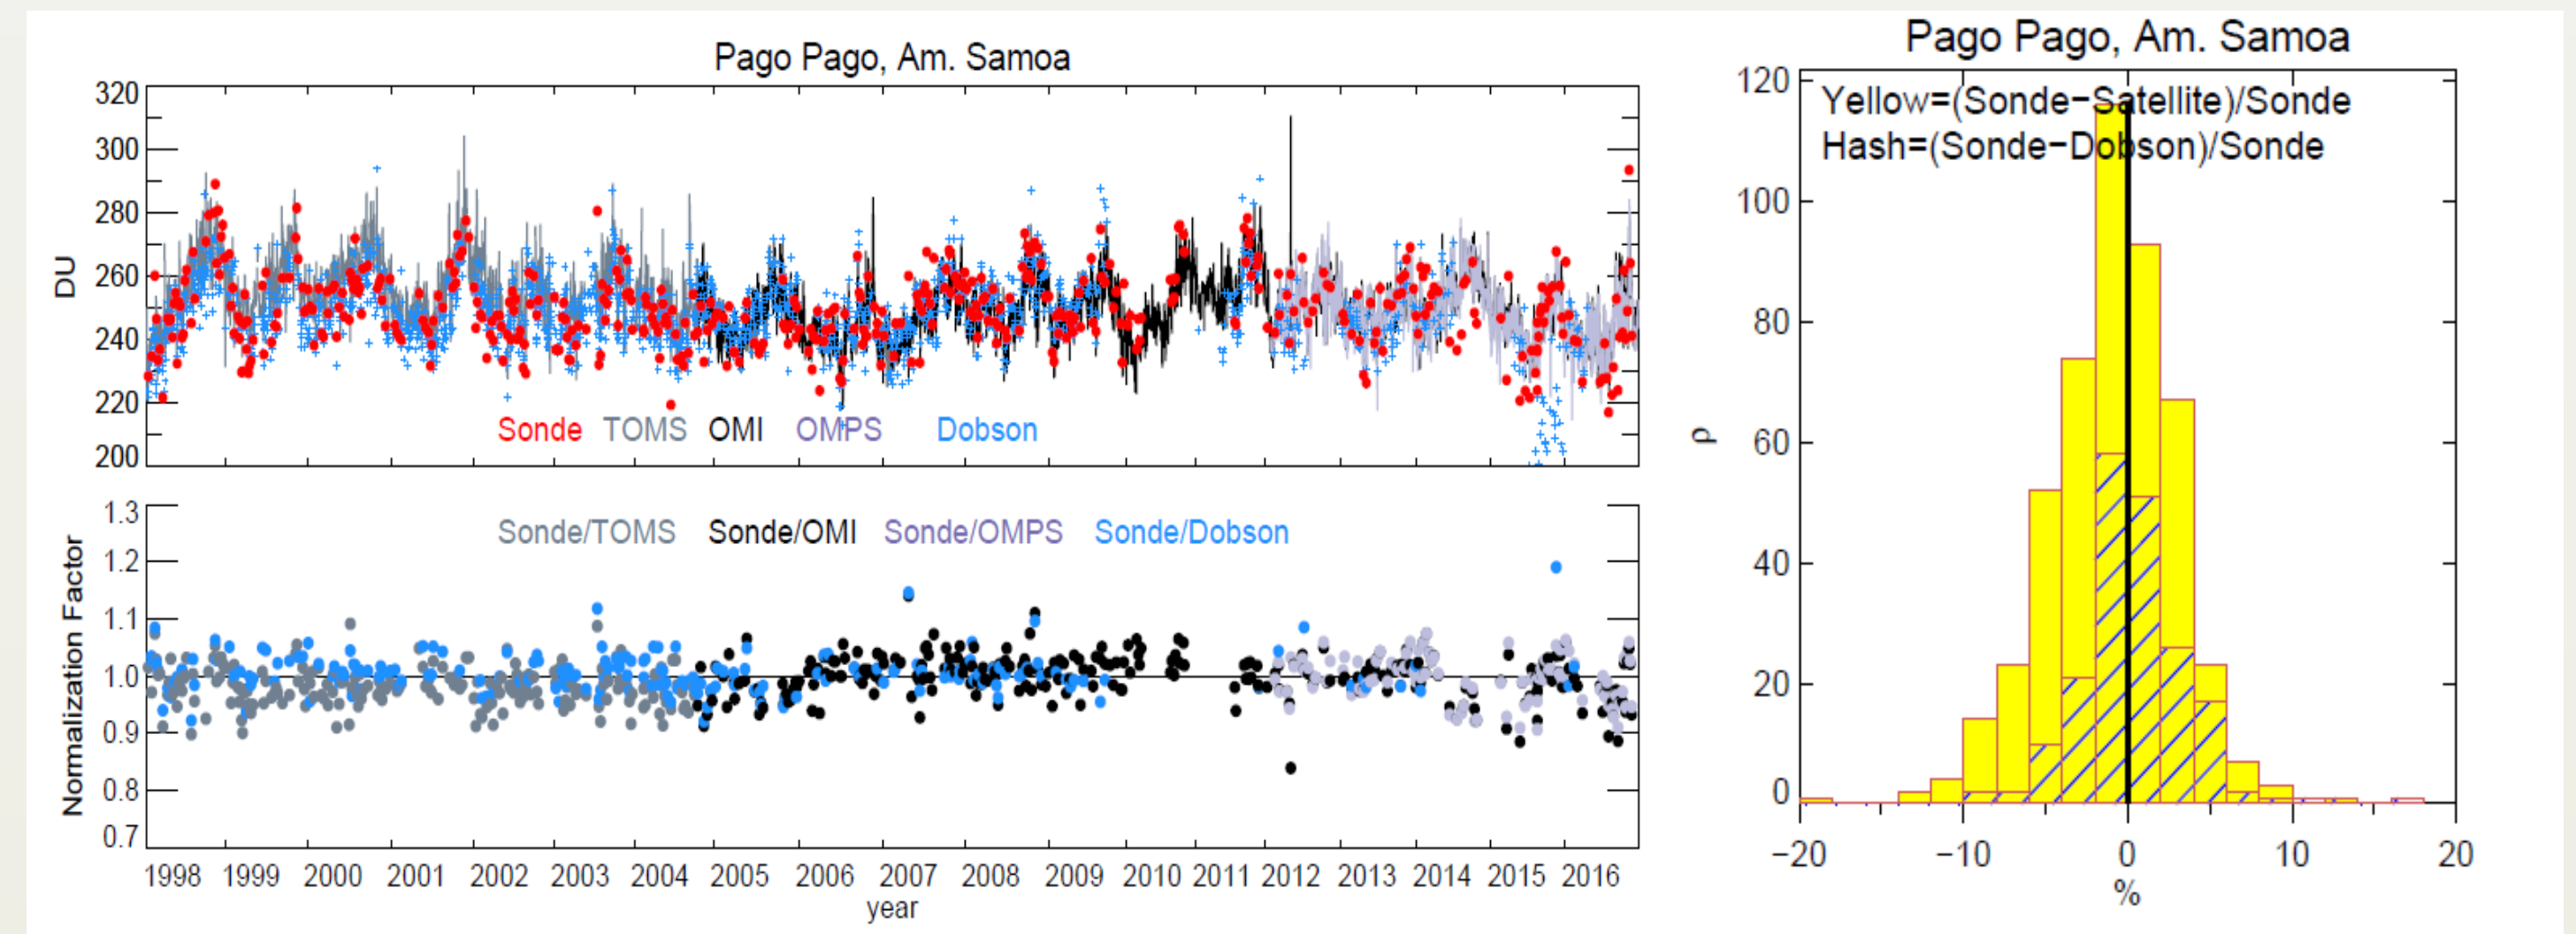 Pago Pago, Am. Samoa
320
300
280
260
240
220
200
DU
Sonde TOMS OMI OMPS Dobson
1.3
1.2
1.1
1.0
0.9
0.8
0.7
Normalization Factor
Sonde/TOMS Sonde/OMI Sonde/OMPS Sonde/Dobson
1998 1999 2000 2001 2002 2003 2004 2005 2006 2007 2008 2009 2010 2011 2012 2013 2014 2015 2016
year
Pago Pago, Am. Samoa
Yellow=(Sonde−Satellite)/Sonde
Hash=(Sonde−Dobson)/Sonde
120
100
80
60
40
20
0
ρ
−20 −10 0 10 20
%